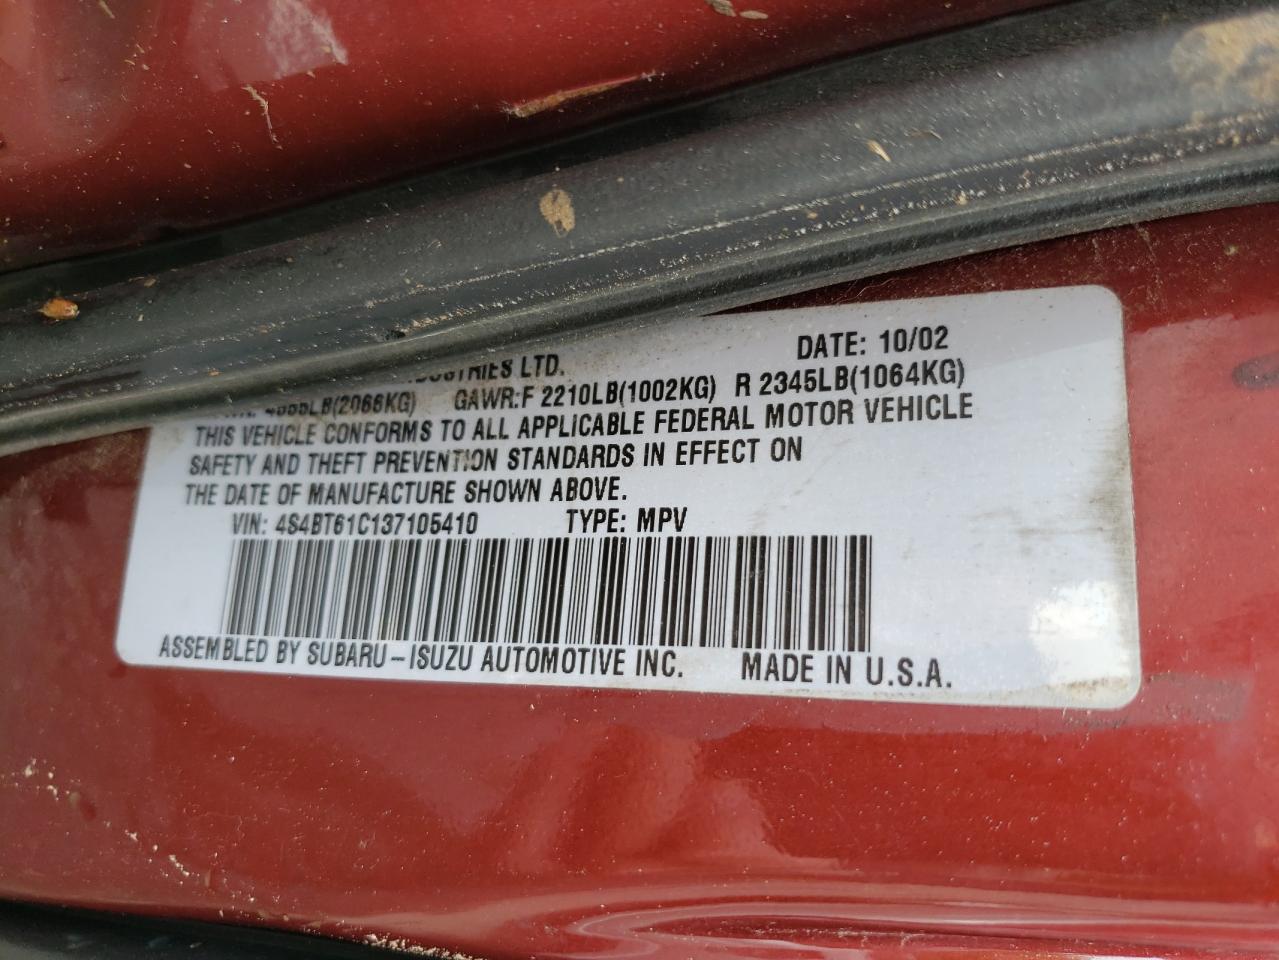 LTD. DATE: 10/02
GAWR:F 2210LB(1002KG) R 2345LB(1064KG)
THIS VEHICLE CONFORMS TO ALL APPLICABLE FEDERAL MOTOR VEHICLE
SAFETY AND THEFT PREVENTION STANDARDS IN EFFECT ON
THE DATE OF MANUFACTURE SHOWN ABOVE.
VIN: 4S4BT61C137105410 TYPE: MPV
ASSEMBLED BY SUBARU-ISUZU AUTOMOTIVE INC. MADE IN U.S.A.